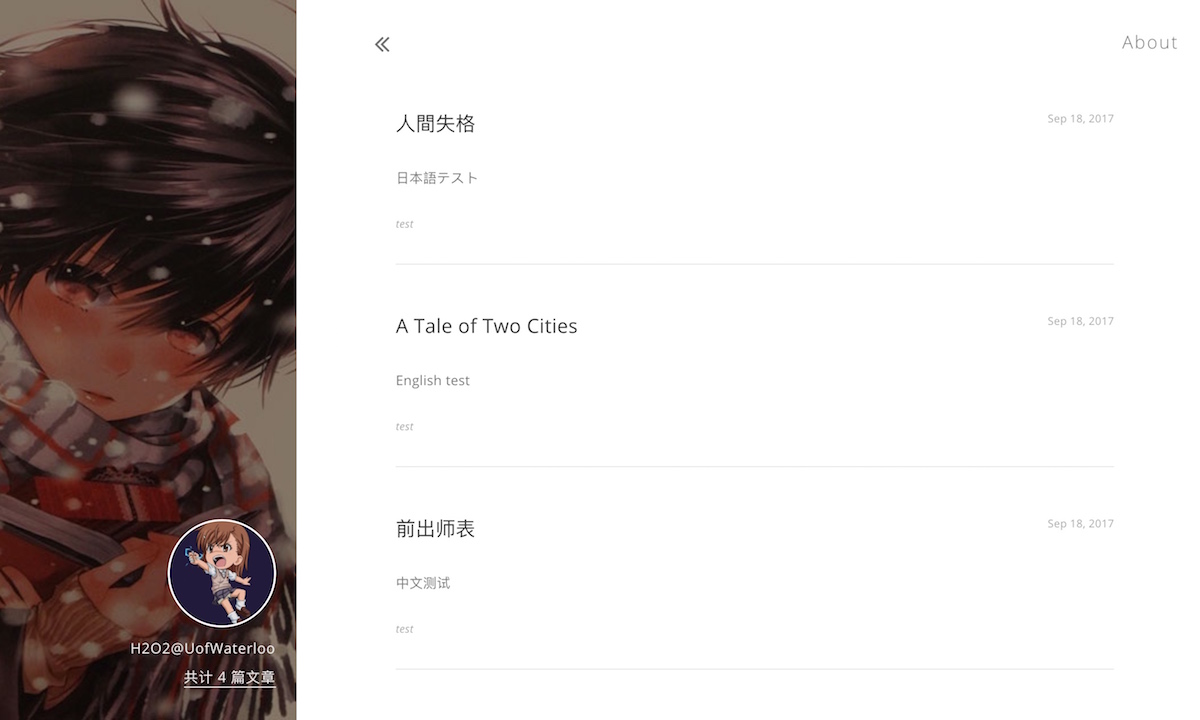 H2O2@UofWaterloo
共计 4 篇文章
About
人間失格
Sep 18, 2017
日本語テスト
test
A Tale of Two Cities
Sep 18, 2017
English test
test
前出师表
Sep 18, 2017
中文测试
test